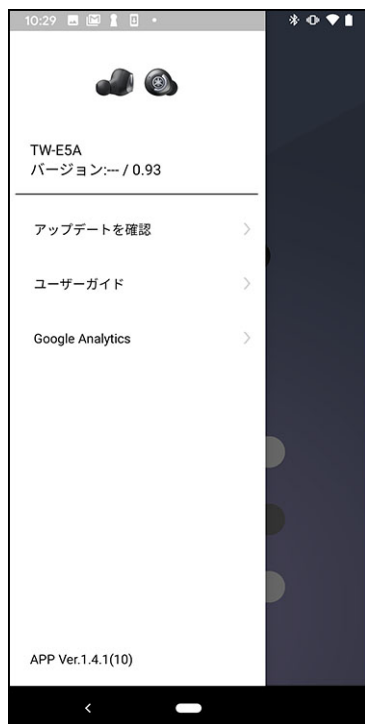 10:29
TW-E5A
バージョン:--- / 0.93
アップデートを確認
ユーザーガイド
Google Analytics
APP Ver.1.4.1(10)